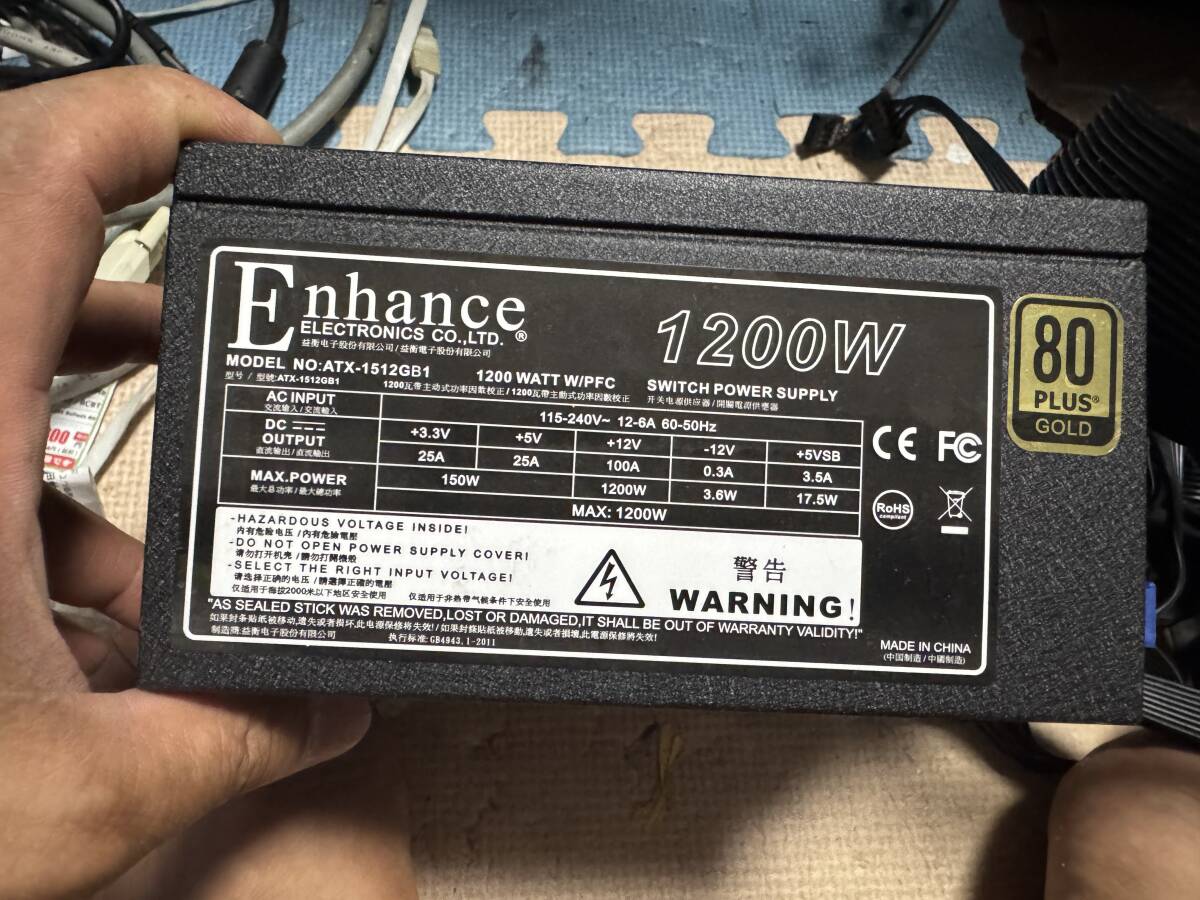 Enhance
ELECTRONICS CO.,LTD. ®
益衡电子股份有限公司 / 益衡電子股份有限公司
1200W
MODEL NO:ATX-1512GB1 1200 WATT W/PFC SWITCH POWER SUPPLY
型号 / 型號:ATX-1512GB1 1200瓦带主动式功率因数校正 / 1200瓦帶主動式功率因數校正 开关电源供应器 / 開關電源供應器
AC INPUT 115-240V~ 12-6A 60-50Hz
交流输入 / 交流輸入
DC OUTPUT +3.3V +5V +12V -12V +5VSB
直流输出 / 直流輸出 25A 25A 100A 0.3A 3.5A
MAX.POWER 150W 1200W 3.6W 17.5W
最大总功率 / 最大總功率 MAX: 1200W
CE FC
RoHS
compliant
80
PLUS®
GOLD
-HAZARDOUS VOLTAGE INSIDE!
内有危险电压 / 內有危險電壓
-DO NOT OPEN POWER SUPPLY COVER!
请勿打开机壳 / 請勿打開機殼
-SELECT THE RIGHT INPUT VOLTAGE!
请选择正确的电压 / 請選擇正確的電壓
仅适用于海拔2000米以下地区安全使用 仅适用于非热带气候条件下安全使用
警告
WARNING!
"AS SEALED STICK WAS REMOVED,LOST OR DAMAGED,IT SHALL BE OUT OF WARRANTY VALIDITY!"
如果封条贴纸被移动,遗失或者损坏,此电源保修将失效! / 如果封條貼紙被移動,遺失或者損壞,此電源保修將失效!
制造商:益衡电子股份有限公司 执行标准:GB4943.1-2011
MADE IN CHINA
(中国制造 / 中國製造)